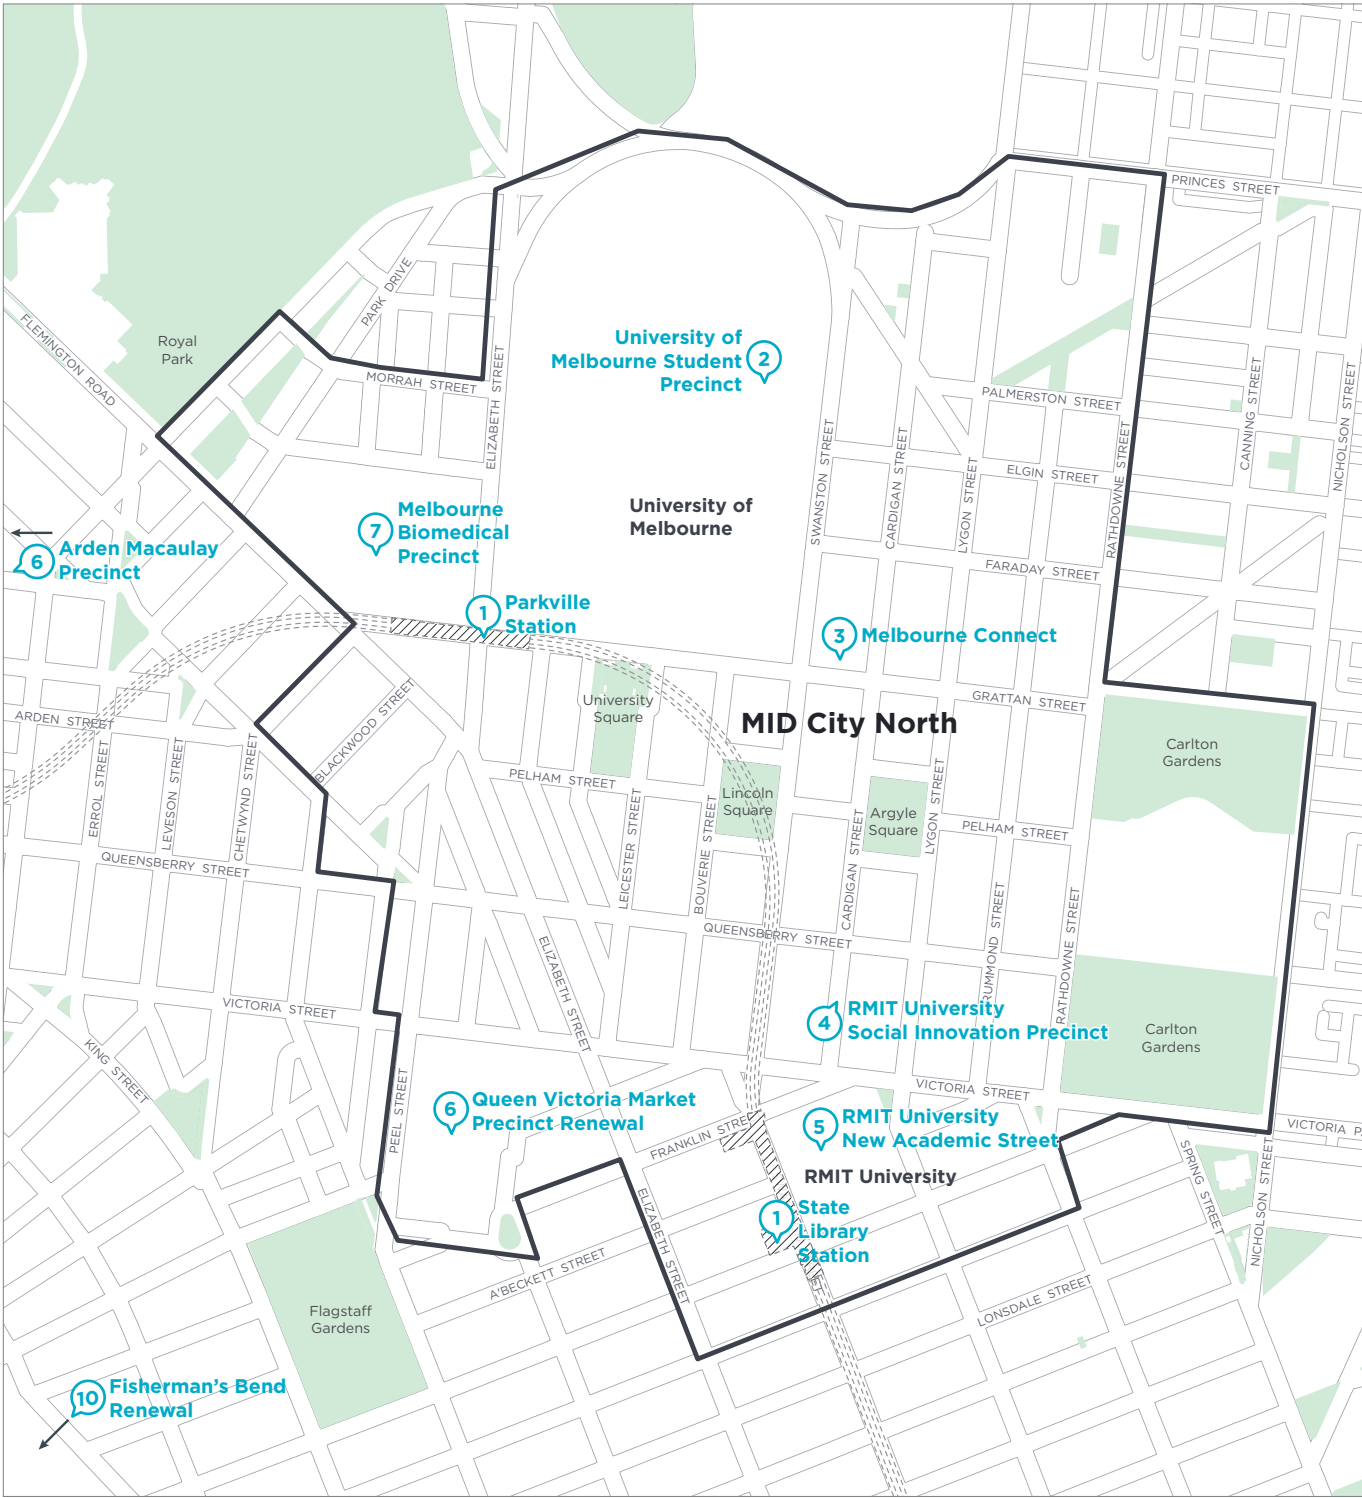 PRINCES STREET
PARK DRIVE
FLEMINGTON ROAD
Royal
Park
MORRAH STREET
ELIZABETH STREET
University of
Melbourne Student
Precinct
2
PALMERSTON STREET
CANNING STREET
NICHOLSON STREET
SWANSTON STREET
CARDIGAN STREET
LYGON STREET
ELGIN STREET
RATHDOWNE STREET
University of
Melbourne
7
Melbourne
Biomedical
Precinct
6
Arden Macaulay
Precinct
FARADAY STREET
1
Parkville
Station
3
Melbourne Connect
GRATTAN STREET
University
Square
MID City North
BLACKWOOD STREET
ARDEN STREET
ERROL STREET
LEVESON STREET
CHETWYND STREET
Carlton
Gardens
PELHAM STREET
Lincoln
Square
Argyle
Square
LYGON STREET
PELHAM STREET
LEICESTER STREET
BOUVERIE STREET
CARDIGAN STREET
QUEENSBERRY STREET
QUEENSBERRY STREET
RUMMOND STREET
RATHDOWNE STREET
ELIZABETH STREET
VICTORIA STREET
4
RMIT University
Social Innovation Precinct
Carlton
Gardens
KING STREET
PEEL STREET
VICTORIA STREET
6
Queen Victoria Market
Precinct Renewal
FRANKLIN STRE
5
RMIT University
New Academic Street
VICTORIA P
RMIT University
SPRING STREET
NICHOLSON STREET
1
State
Library
Station
ET
ELIZABETH STREET
A'BECKETT STREET
LONSDALE STREET
Flagstaff
Gardens
10
Fisherman's Bend
Renewal